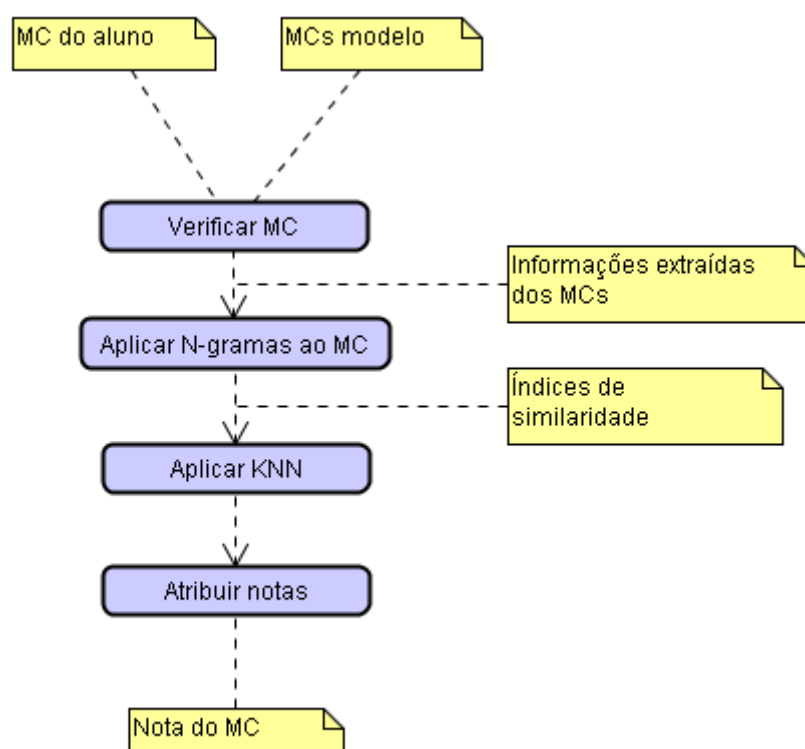 MC do aluno
MCs modelo
Verificar MC
Informações extraídas
dos MCs
Aplicar N-gramas ao MC
Índices de
similaridade
Aplicar KNN
Atribuir notas
Nota do MC